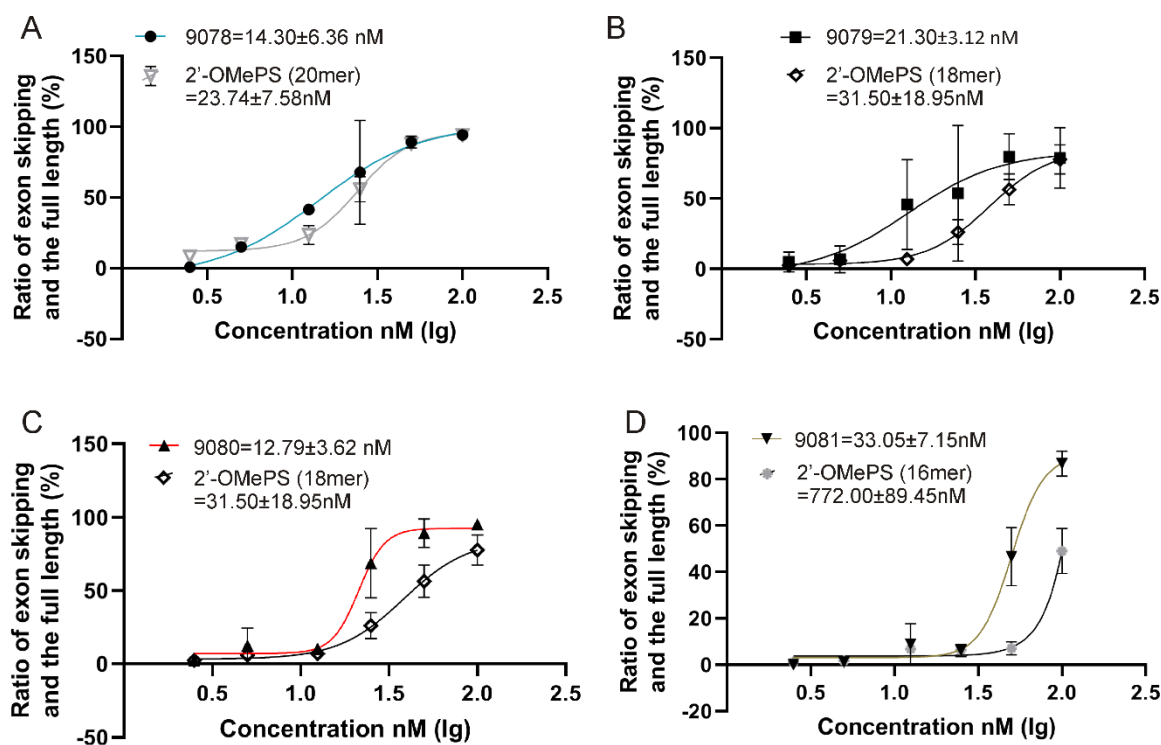 A
9078=14.30±6.36 nM
2'-OMePS (20mer)
=23.74±7.58nM
Ratio of exon skipping
and the full length (%)
150
100
50
0
-50
0.5
1.0
1.5
2.0
2.5
Concentration nM (lg)
B
9079=21.30±3.12 nM
2'-OMePS (18mer)
=31.50±18.95nM
Ratio of exon skipping
and the full length (%)
150
100
50
0
-50
0.5
1.0
1.5
2.0
2.5
Concentration nM (lg)
C
9080=12.79±3.62 nM
2'-OMePS (18mer)
=31.50±18.95nM
Ratio of exon skipping
and the full length (%)
150
100
50
0
-50
0.5
1.0
1.5
2.0
2.5
Concentration nM (lg)
D
9081=33.05±7.15nM
2'-OMePS (16mer)
=772.00±89.45nM
Ratio of exon skipping
and the full length (%)
100
80
60
40
20
0
-20
0.5
1.0
1.5
2.0
2.5
Concentration nM (lg)